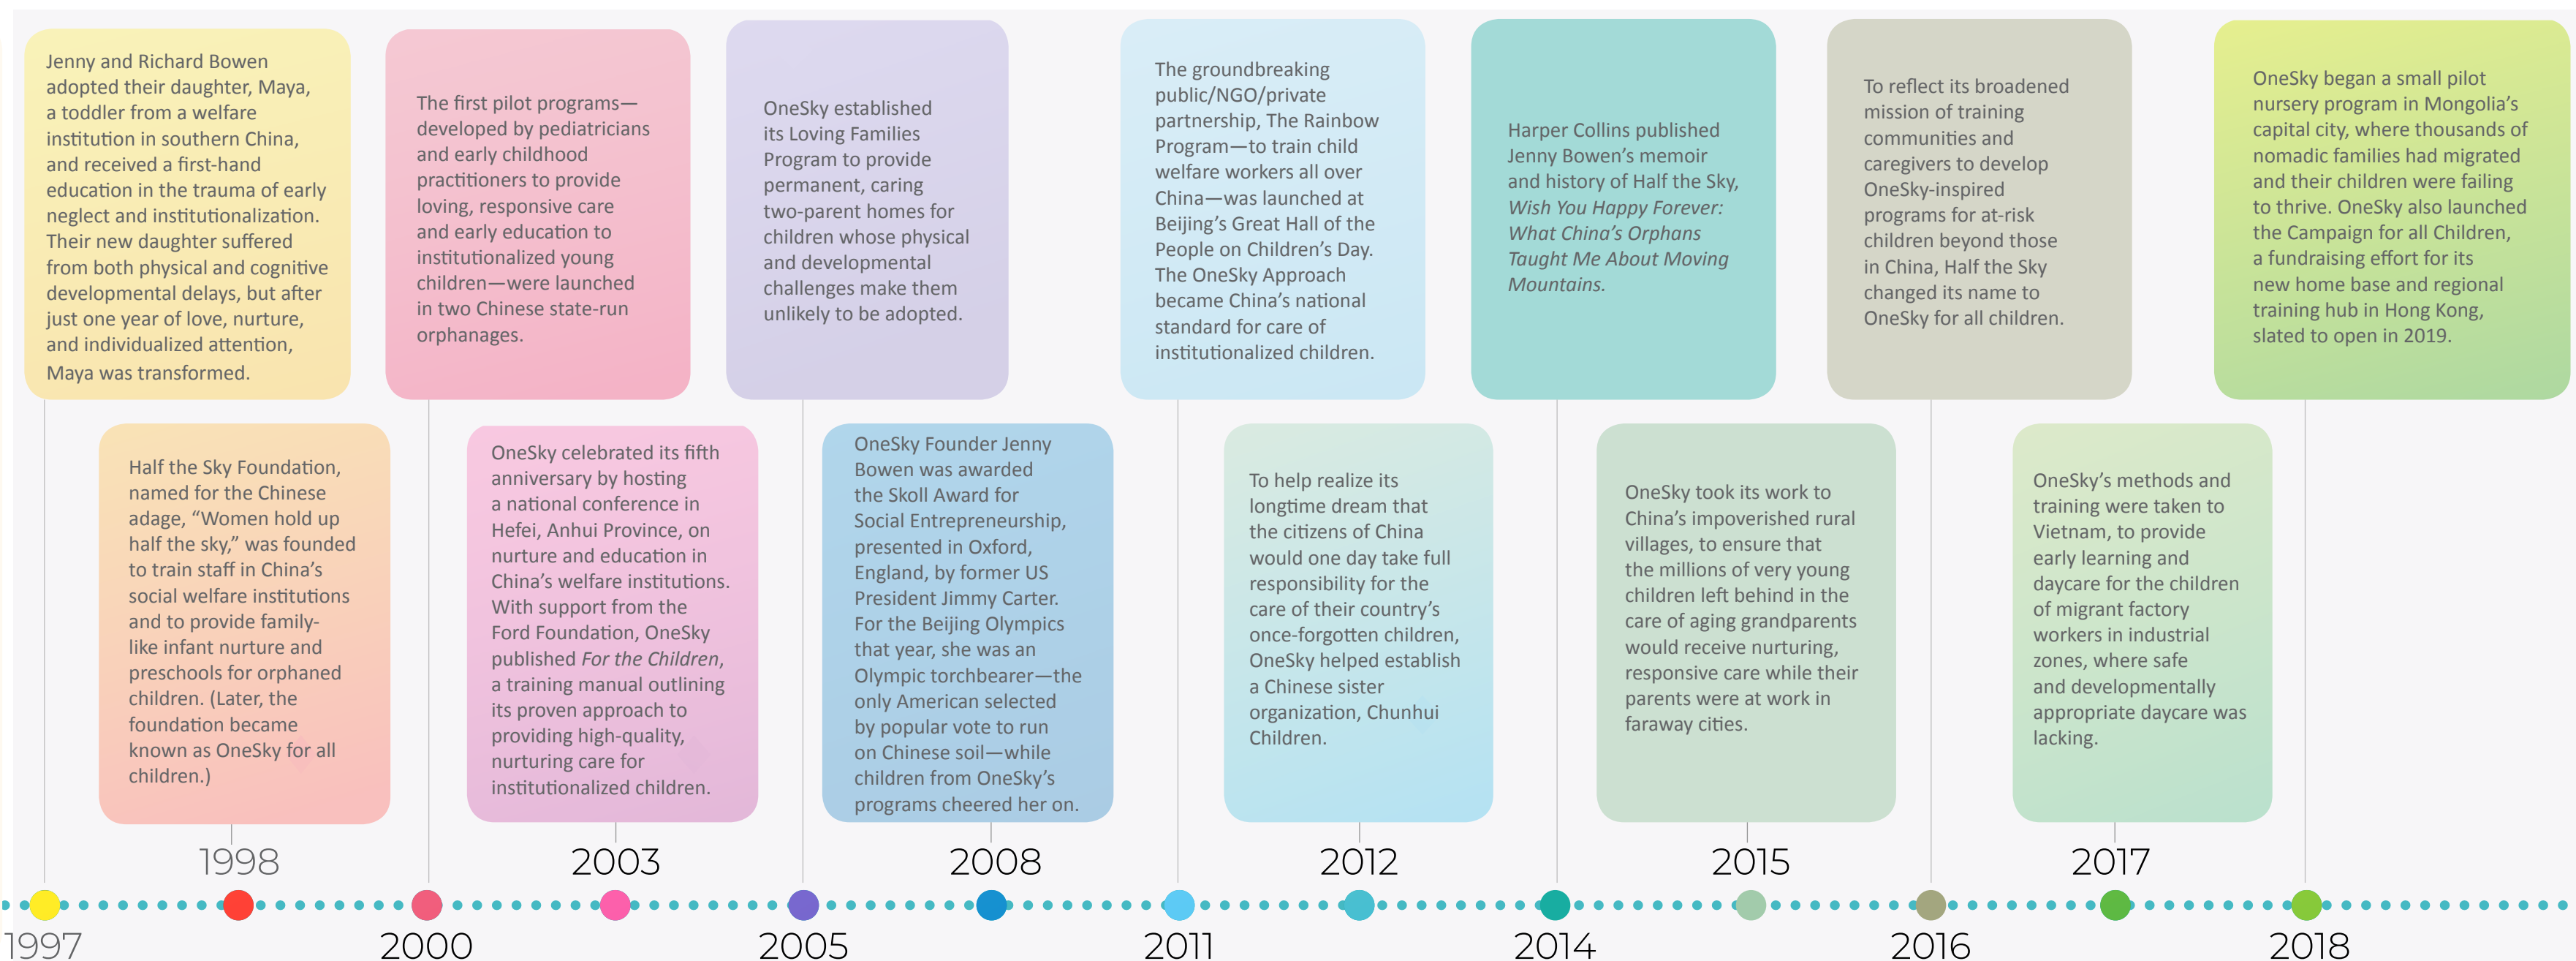 Jenny and Richard Bowen
adopted their daughter, Maya,
a toddler from a welfare
institution in southern China,
and received a first-hand
education in the trauma of early
neglect and institutionalization.
Their new daughter suffered
from both physical and cognitive
developmental delays, but after
just one year of love, nurture,
and individualized attention,
Maya was transformed.
The first pilot programs—
developed by pediatricians
and early childhood
practitioners to provide
loving, responsive care
and early education to
institutionalized young
children—were launched
in two Chinese state-run
orphanages.
OneSky established
its Loving Families
Program to provide
permanent, caring
two-parent homes for
children whose physical
and developmental
challenges make them
unlikely to be adopted.
The groundbreaking
public/NGO/private
partnership, The Rainbow
Program—to train child
welfare workers all over
China—was launched at
Beijing’s Great Hall of the
People on Children’s Day.
The OneSky Approach
became China’s national
standard for care of
institutionalized children.
Harper Collins published
Jenny Bowen’s memoir
and history of Half the Sky,
Wish You Happy Forever:
What China’s Orphans
Taught Me About Moving
Mountains.
To reflect its broadened
mission of training
communities and
caregivers to develop
OneSky-inspired
programs for at-risk
children beyond those
in China, Half the Sky
changed its name to
OneSky for all children.
OneSky began a small pilot
nursery program in Mongolia’s
capital city, where thousands of
nomadic families had migrated
and their children were failing
to thrive. OneSky also launched
the Campaign for all Children,
a fundraising effort for its
new home base and regional
training hub in Hong Kong,
slated to open in 2019.
Half the Sky Foundation,
named for the Chinese
adage, “Women hold up
half the sky,” was founded
to train staff in China’s
social welfare institutions
and to provide family-
like infant nurture and
preschools for orphaned
children. (Later, the
foundation became
known as OneSky for all
children.)
OneSky celebrated its fifth
anniversary by hosting
a national conference in
Hefei, Anhui Province, on
nurture and education in
China’s welfare institutions.
With support from the
Ford Foundation, OneSky
published For the Children,
a training manual outlining
its proven approach to
providing high-quality,
nurturing care for
institutionalized children.
OneSky Founder Jenny
Bowen was awarded
the Skoll Award for
Social Entrepreneurship,
presented in Oxford,
England, by former US
President Jimmy Carter.
For the Beijing Olympics
that year, she was an
Olympic torchbearer—the
only American selected
by popular vote to run
on Chinese soil—while
children from OneSky’s
programs cheered her on.
To help realize its
longtime dream that
the citizens of China
would one day take full
responsibility for the
care of their country’s
once-forgotten children,
OneSky helped establish
a Chinese sister
organization, Chunhui
Children.
OneSky took its work to
China’s impoverished rural
villages, to ensure that
the millions of very young
children left behind in the
care of aging grandparents
would receive nurturing,
responsive care while their
parents were at work in
faraway cities.
OneSky’s methods and
training were taken to
Vietnam, to provide
early learning and
daycare for the children
of migrant factory
workers in industrial
zones, where safe
and developmentally
appropriate daycare was
lacking.
1998
2003
2008
2012
2015
2017
1997
2000
2005
2011
2014
2016
2018